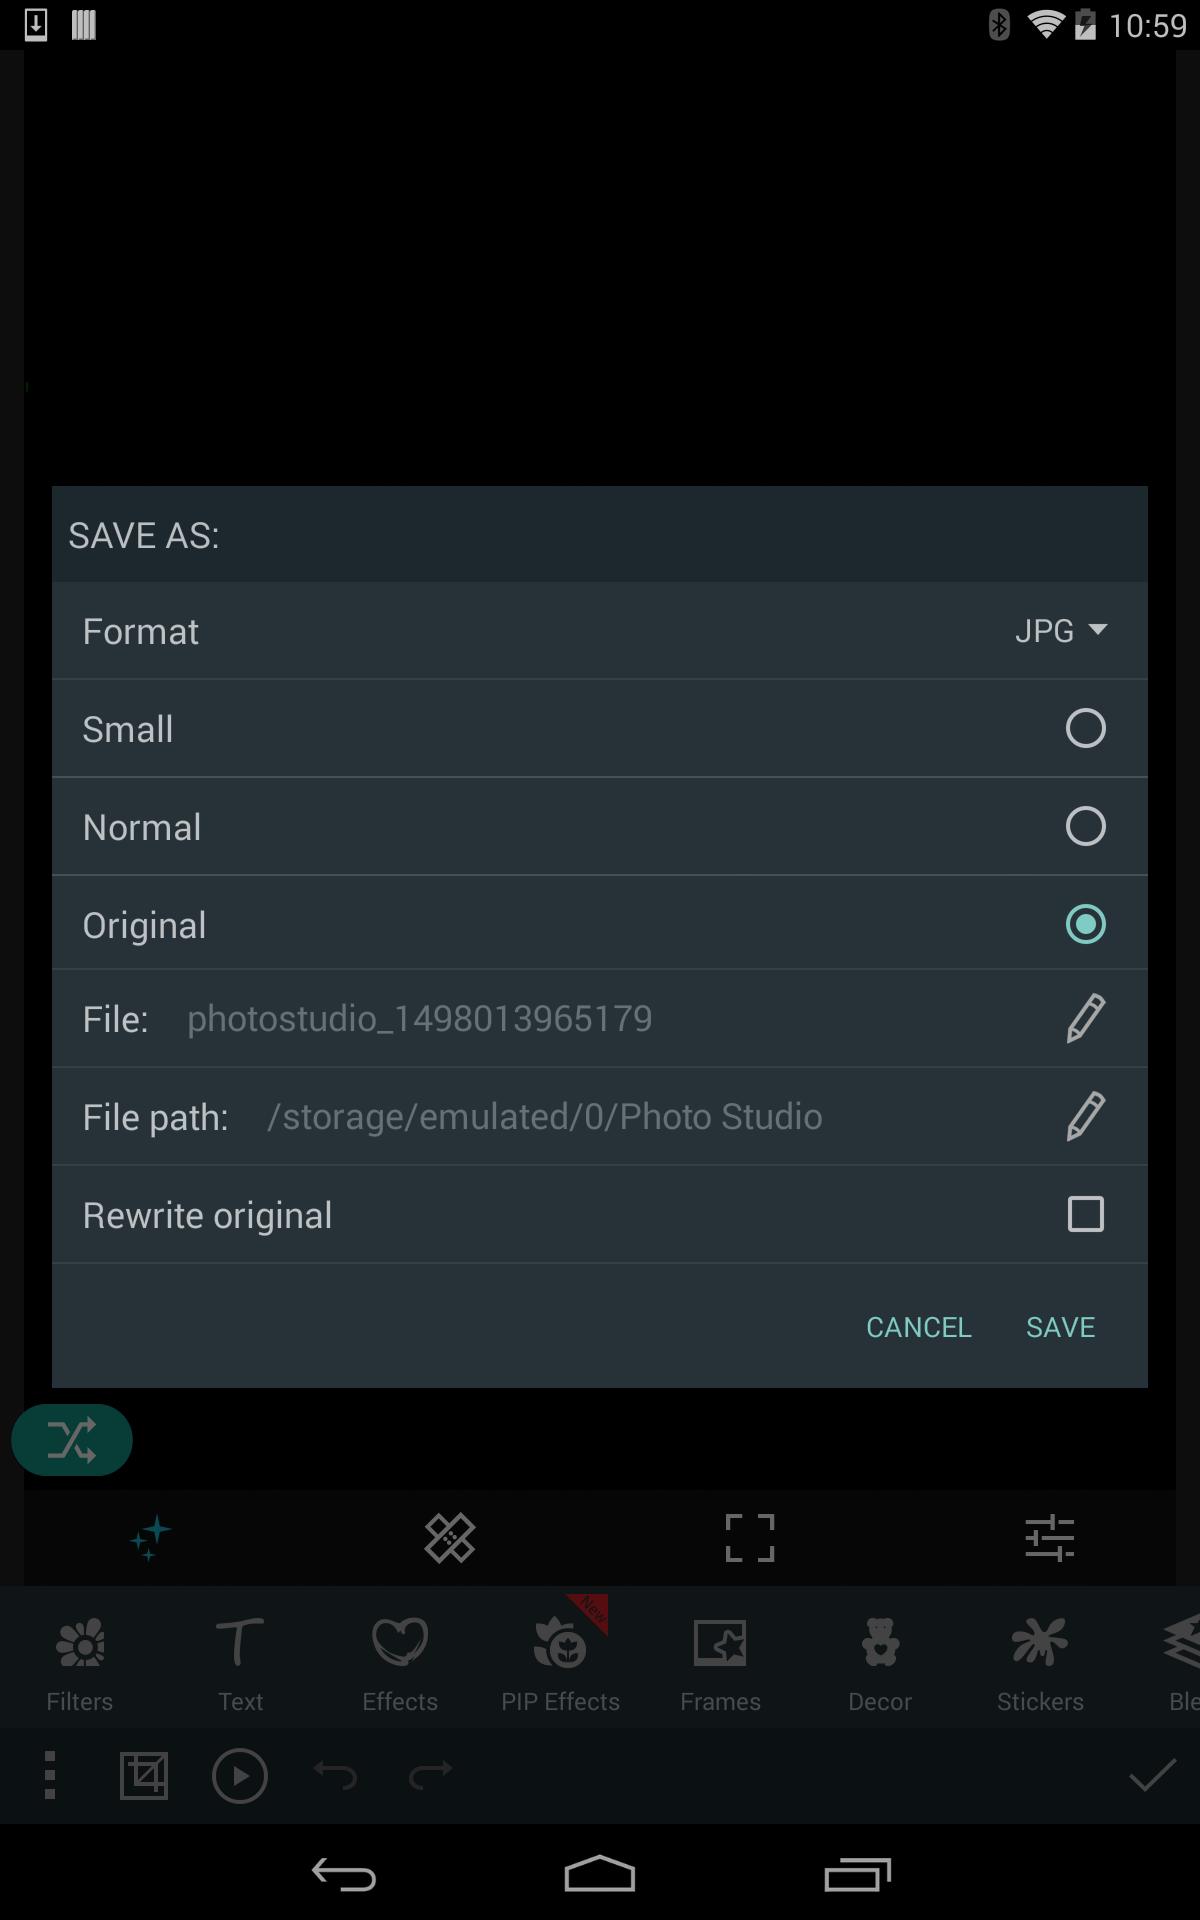 10:59
SAVE AS:
Format JPG
Small
Normal
Original
File: photostudio_1498013965179
File path: /storage/emulated/0/Photo Studio
Rewrite original
CANCEL SAVE
New
Filters Text Effects PIP Effects Frames Decor Stickers Ble